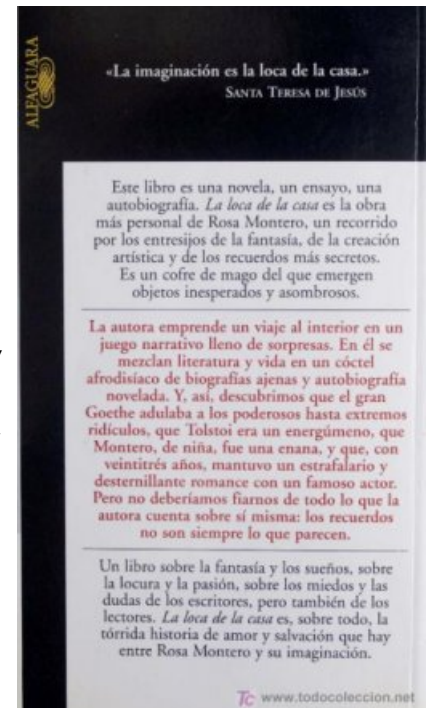 ALFAGUARA
«La imaginación es la loca de la casa.»
SANTA TERESA DE JESÚS
Este libro es una novela, un ensayo, una
autobiografía. La loca de la casa es la obra
más personal de Rosa Montero, un recorrido
por los entresijos de la fantasía, de la creación
artística y de los recuerdos más secretos.
Es un cofre de mago del que emergen
objetos inesperados y asombrosos.
La autora emprende un viaje al interior en un
juego narrativo lleno de sorpresas. En él se
mezclan literatura y vida en un cóctel
afrodisíaco de biografías ajenas y autobiografía
novelada. Y, así, descubrimos que el gran
Goethe adulaba a los poderosos hasta extremos
ridículos, que Tolstoi era un energúmeno, que
Montero, de niña, fue una enana, y que, con
veintitrés años, mantuvo un estrafalario y
desternillante romance con un famoso actor.
Pero no deberíamos fiarnos de todo lo que la
autora cuenta sobre sí misma: los recuerdos
no son siempre lo que parecen.
Un libro sobre la fantasía y los sueños, sobre
la locura y la pasión, sobre los miedos y las
dudas de los escritores, pero también de los
lectores. La loca de la casa es, sobre todo, la
tórrida historia de amor y salvación que hay
entre Rosa Montero y su imaginación.
Tc www.todocoleccion.net